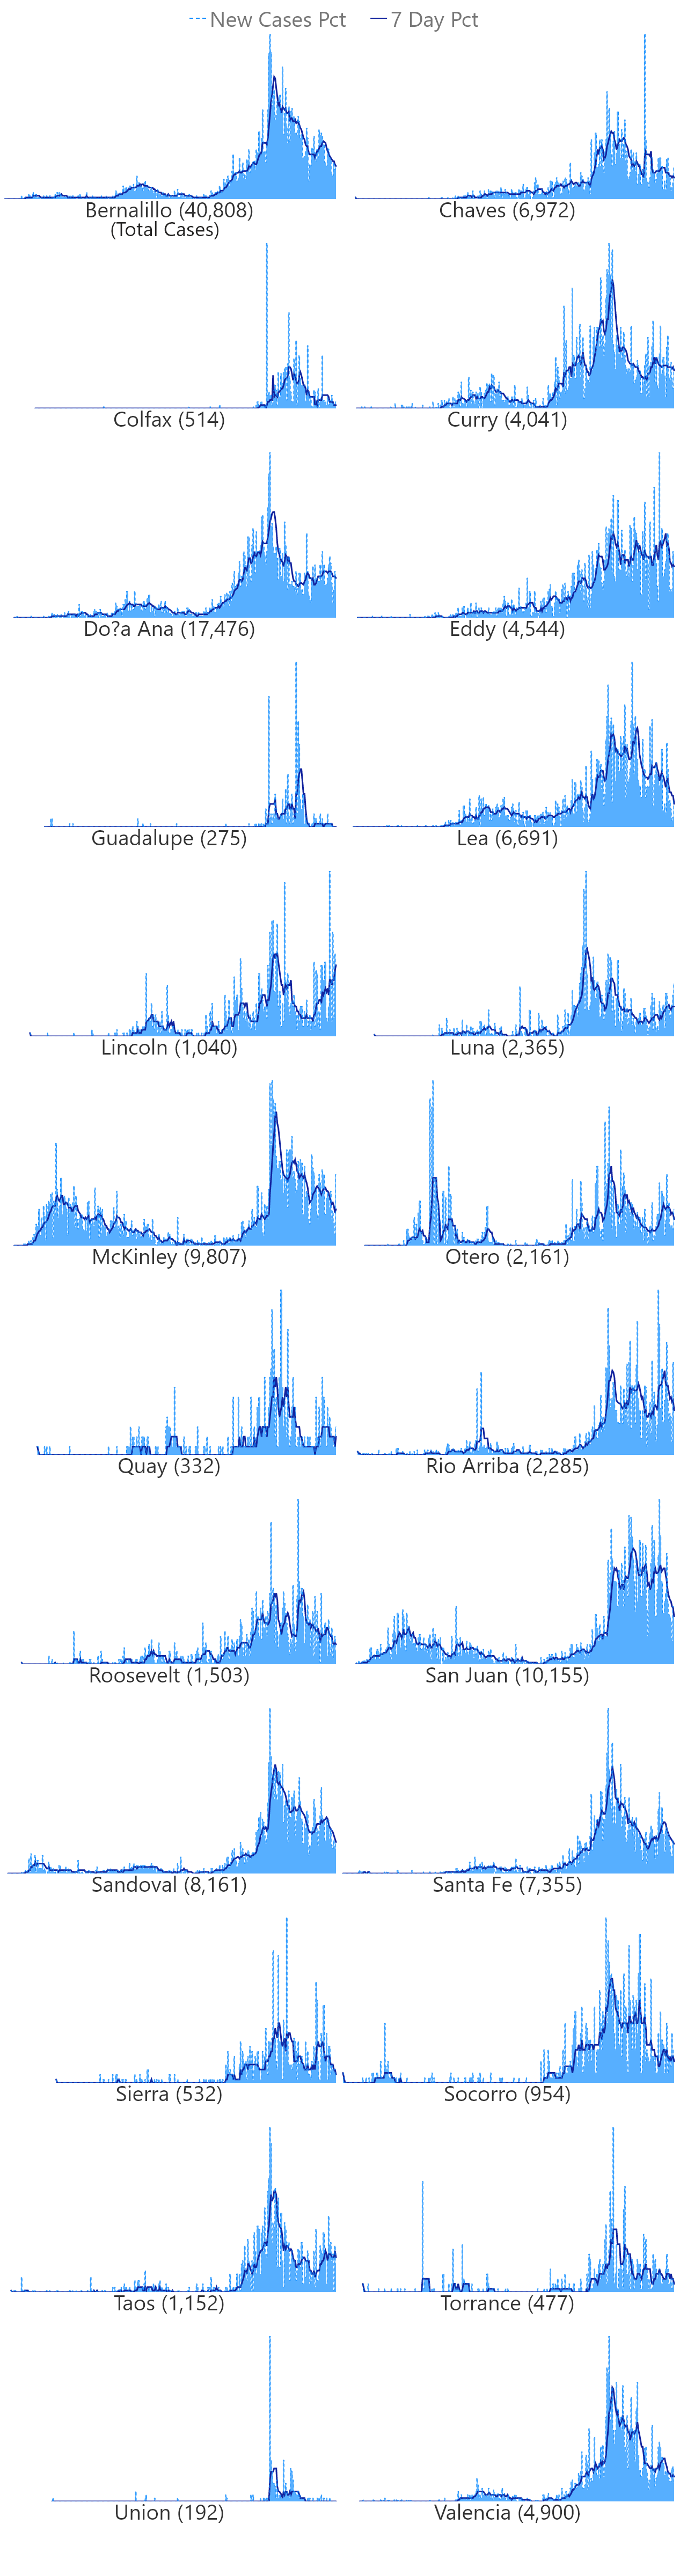 New Cases Pct 7 Day Pct
Bernalillo (40,808) Chaves (6,972)
(Total Cases)
Colfax (514) Curry (4,041)
Do?a Ana (17,476) Eddy (4,544)
Guadalupe (275) Lea (6,691)
Lincoln (1,040) Luna (2,365)
McKinley (9,807) Otero (2,161)
Quay (332) Rio Arriba (2,285)
Roosevelt (1,503) San Juan (10,155)
Sandoval (8,161) Santa Fe (7,355)
Sierra (532) Socorro (954)
Taos (1,152) Torrance (477)
Union (192) Valencia (4,900)